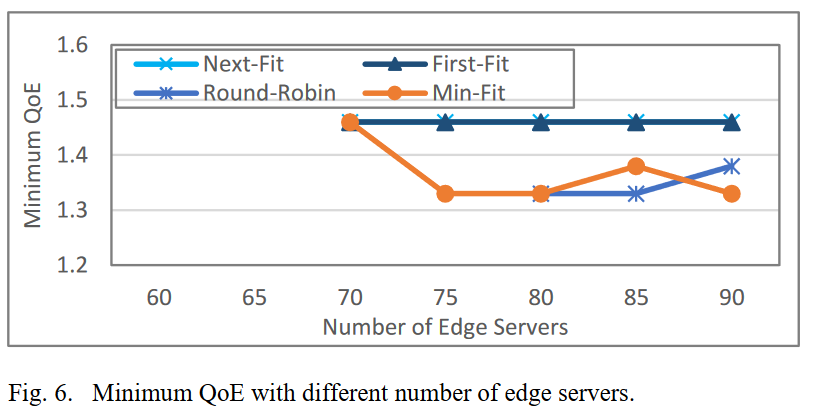 1.6
Next-Fit First-Fit
Round-Robin Min-Fit
1.5
1.4
1.3
1.2
Minimum QoE
60 65 70 75 80 85 90
Number of Edge Servers
Fig. 6. Minimum QoE with different number of edge servers.